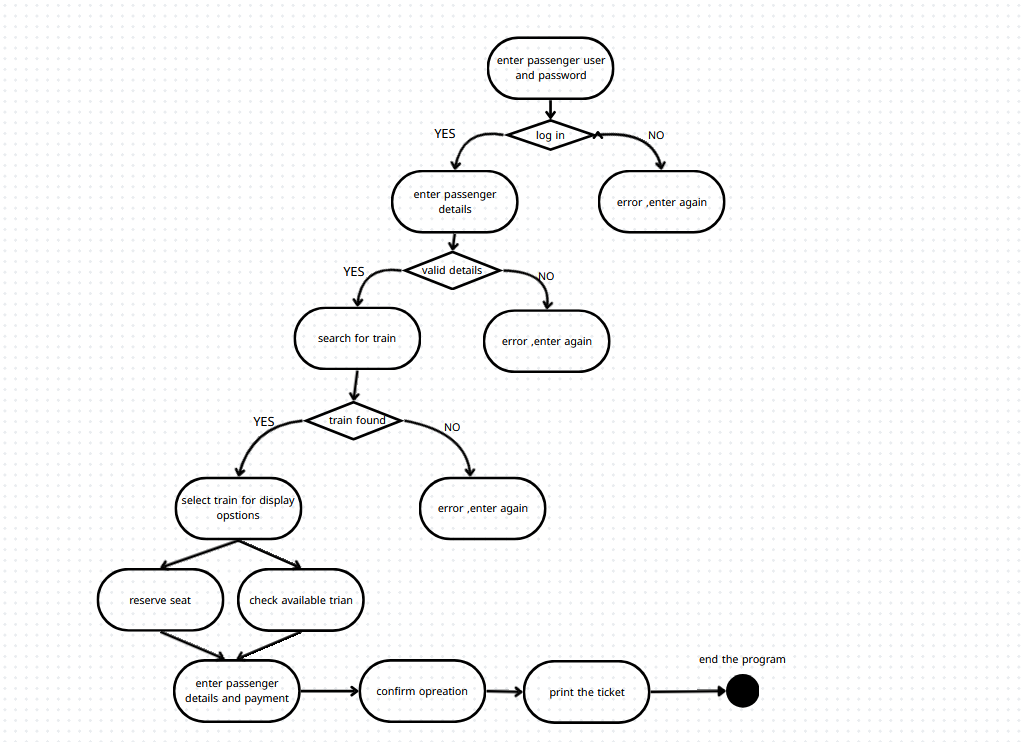 enter passenger user
and password
log in
YES
NO
enter passenger
details
error ,enter again
valid details
YES
NO
search for train
error ,enter again
train found
YES
NO
select train for display
opstions
error ,enter again
reserve seat
check available trian
enter passenger
details and payment
confirm opreation
print the ticket
end the program